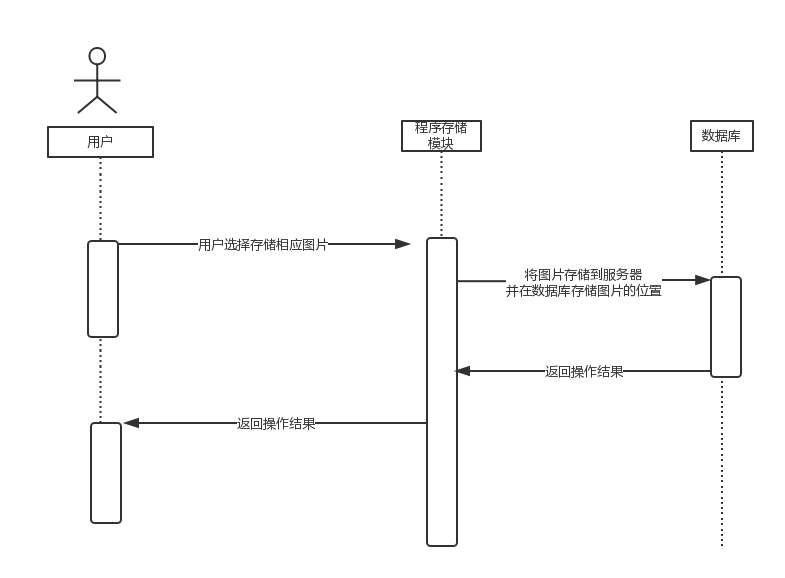 用户
程序存储
模块
数据库
用户选择存储相应图片
将图片存储到服务器
并在数据库存储图片的位置
返回操作结果
返回操作结果